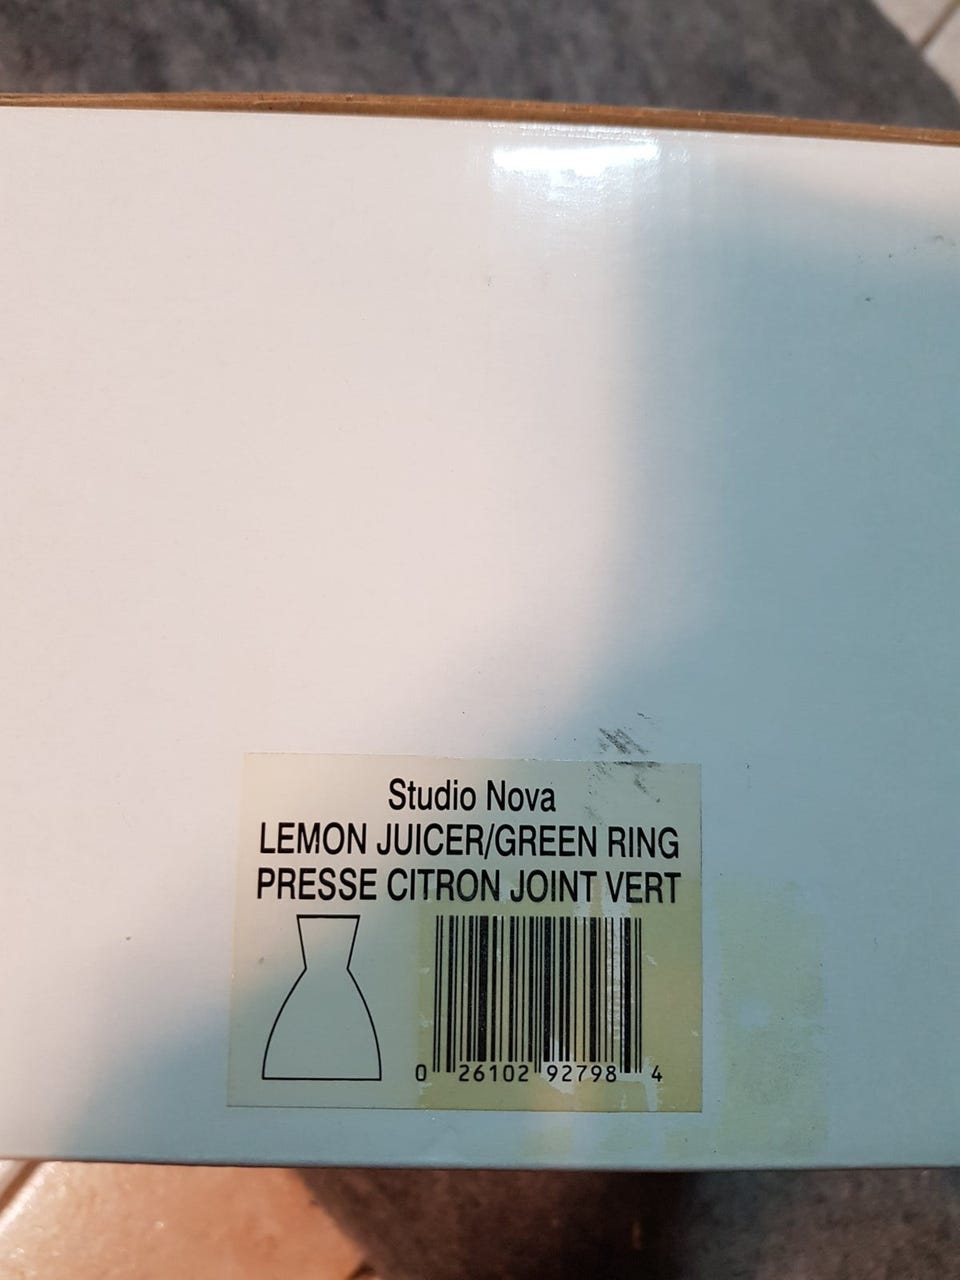 Studio Nova
LEMON JUICER/GREEN RING
PRESSE CITRON JOINT VERT
0 26102 92798 4